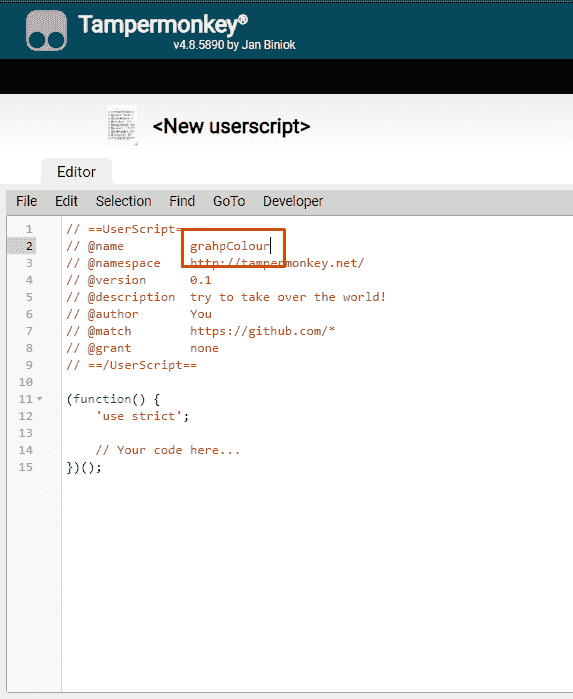 Tampermonkey®
v4.8.5890 by Jan Biniok
<New userscript>
Editor
File Edit Selection Find GoTo Developer
1 // ==UserScript=
2 // @name grahpColour
3 // @namespace http://tampermonkey.net/
4 // @version 0.1
5 // @description try to take over the world!
6 // @author You
7 // @match https://github.com/*
8 // @grant none
9 // ==/UserScript==
10
11 (function() {
12 'use strict';
13
14 // Your code here...
15 })();